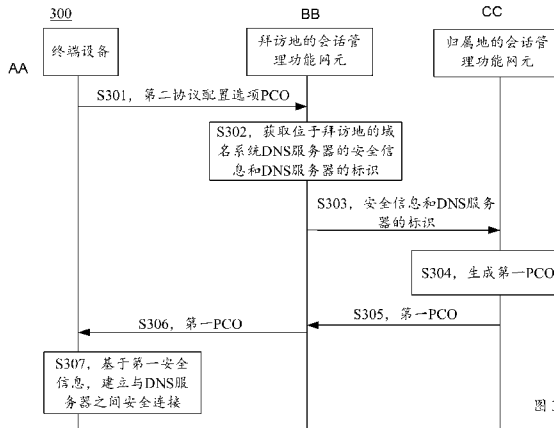 300
BB
CC
AA
终端设备
拜访地的会话管
理功能网元
归属地的会话管
理功能网元
S301，第二协议配置选项PCO
S302，获取位于拜访地的域
名系统DNS服务器的安全信
息和DNS服务器的标识
S303，安全信息和DNS服务
器的标识
S304，生成第一PCO
S305，第一PCO
S306，第一PCO
S307，基于第一安全
信息，建立与DNS服
务器之间安全连接
图